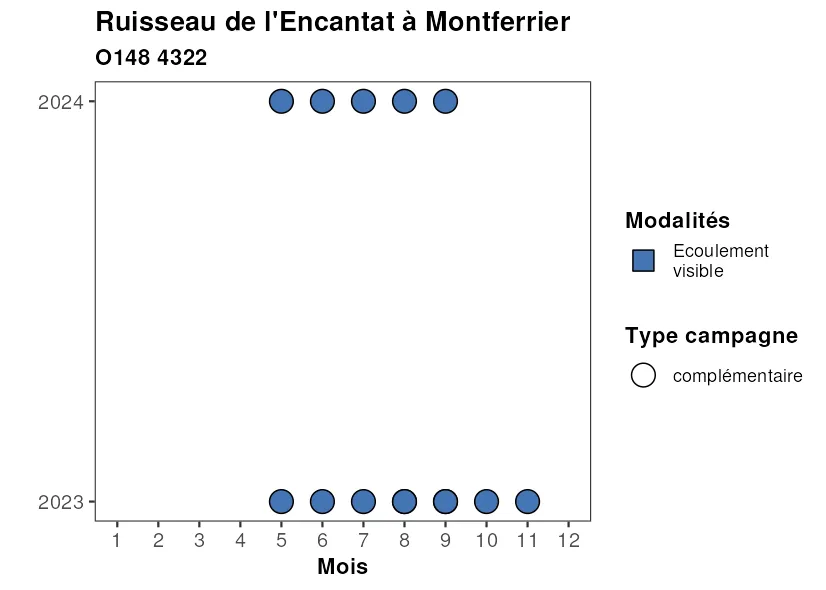 Ruisseau de l'Encantat à Montferrier
O148 4322
2024
2023
1 2 3 4 5 6 7 8 9 10 11 12
Mois
Modalités
Ecoulement
visible
Type campagne
complémentaire